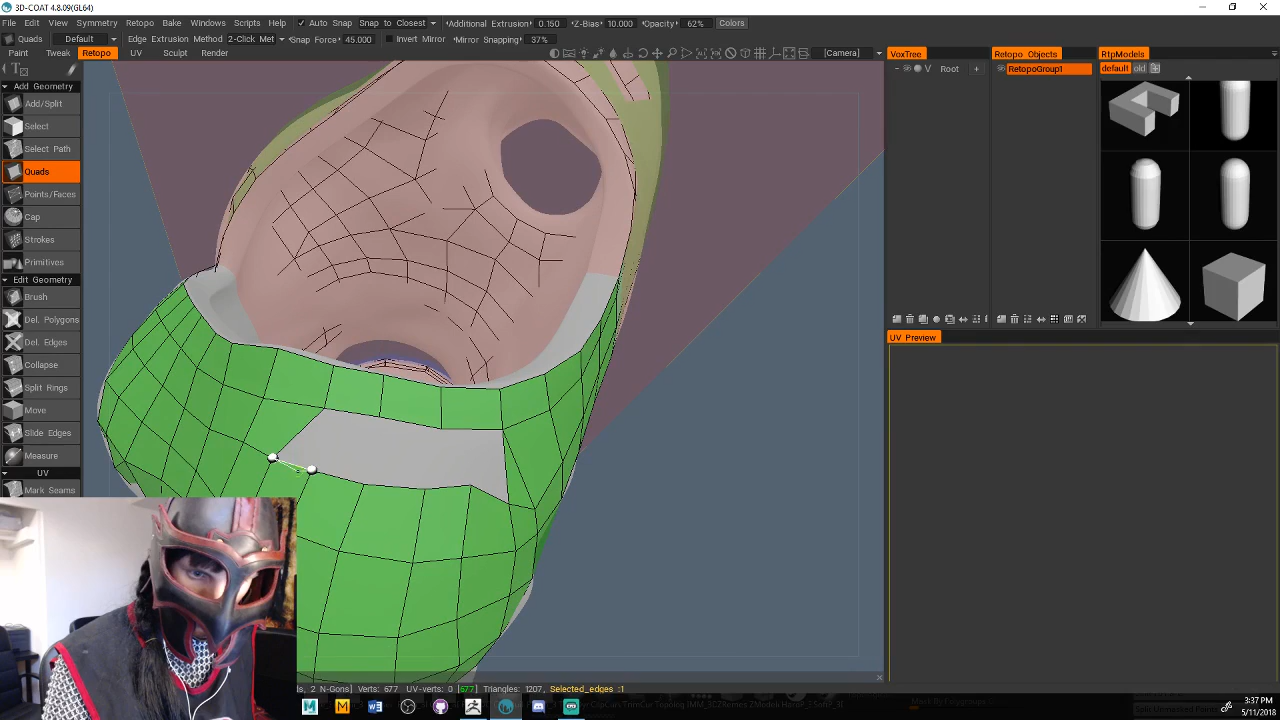 3D-COAT 4.8.09(GL64)
File Edit View Symmetry Retopo Bake Windows Scripts Help Auto Snap Snap to Closest Additional Extrusion 0.150 Z-Bias 10.000 Opacity 62% Colors
Quads Default Edge Extrusion Method 2-Click Met Snap Force 45.000 Invert Mirror Mirror Snapping 37%
Paint Tweak Retopo UV Sculpt Render [Camera] VoxTree Retopo Objects RtpModels
V Root + RetopoGroup1 default old
Add Geometry
Add/Split
Select
Select Path
Quads
Points/Faces
Cap
Strokes
Primitives
Edit Geometry
Brush
Del. Polygons
Del. Edges
UV Preview
Collapse
Split Rings
Move
Slide Edges
Measure
UV
Mark Seams
ls, 2 N-Gons] Verts: 677 UV-verts: 0 [677] Triangles: 1207, Selected_edges :1
3:37 PM
5/11/2018